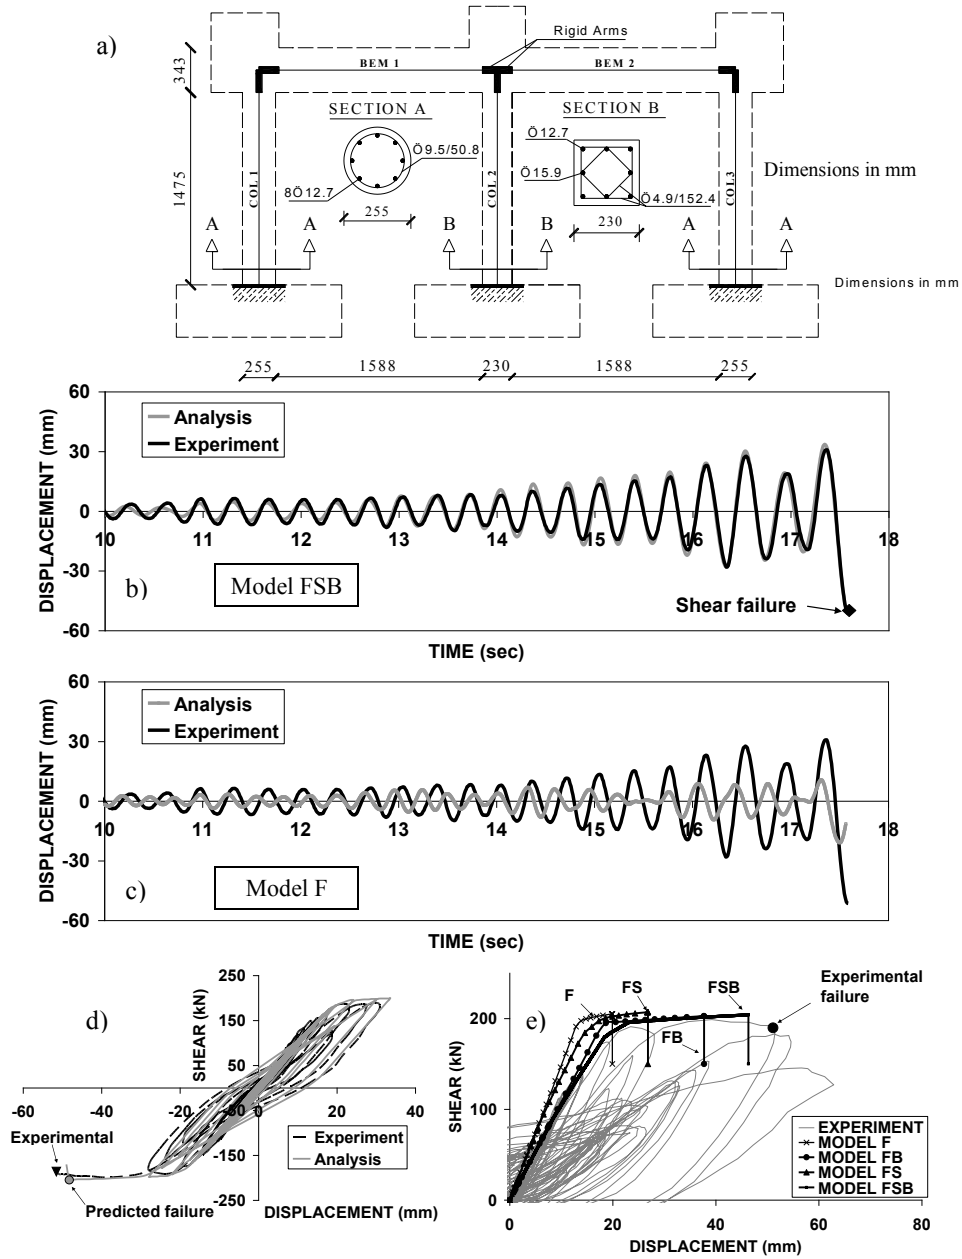 a)
Rigid Arms
BEM 1
BEM 2
343
1475
SECTION A
SECTION B
Ö9.5/50.8
8Ö12.7
255
Ö12.7
Ö15.9
Ö4.9/152.4
230
COL 1
COL 2
COL3
Dimensions in mm
A
A
B
B
A
A
Dimensions in mm
255
1588
230
1588
255
60
30
0
-30
-60
DISPLACEMENT (mm)
Analysis
Experiment
10
11
12
13
14
15
16
17
18
b)
Model FSB
Shear failure
TIME (sec)
60
30
0
-30
-60
DISPLACEMENT (mm)
Analysis
Experiment
10
11
12
13
14
15
16
17
18
c)
Model F
TIME (sec)
d)
SHEAR (kN)
250
150
50
-50
-150
-250
-60
-40
-20
0
20
40
Experimental
Predicted failure
Experiment
Analysis
DISPLACEMENT (mm)
e)
SHEAR (kN)
200
100
0
F
FS
FSB
FB
Experimental
failure
EXPERIMENT
MODEL F
MODEL FB
MODEL FS
MODEL FSB
0
20
40
60
80
DISPLACEMENT (mm)